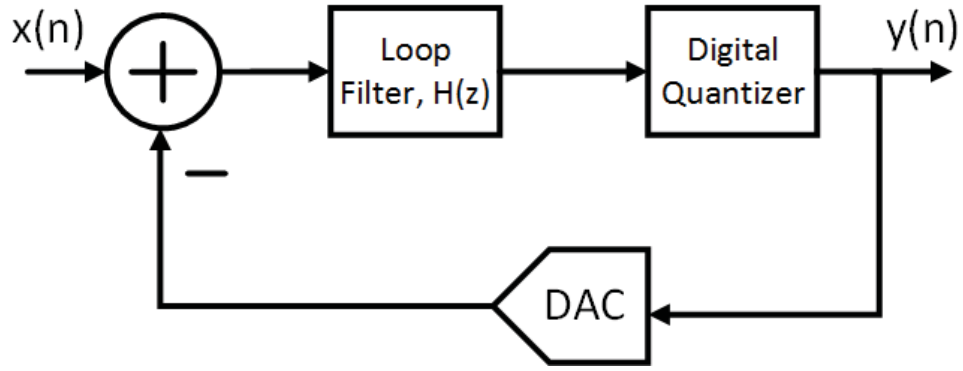 x(n)
Loop
Filter, H(z)
Digital
Quantizer
y(n)
DAC